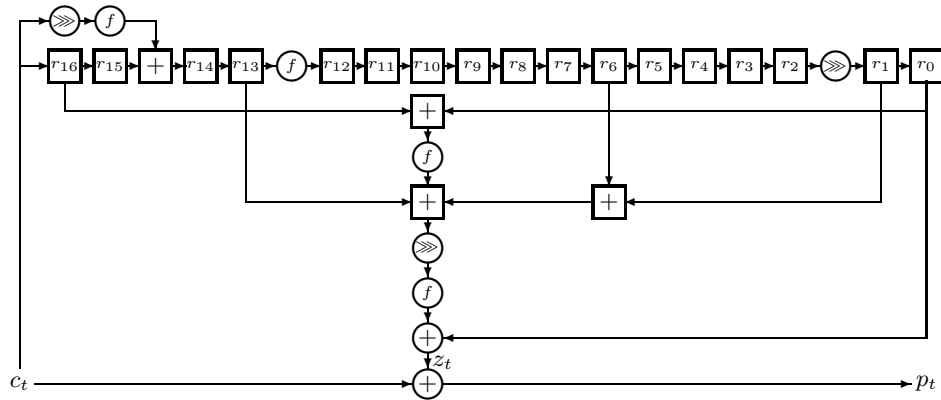 ⋙ f
r₁₆ r₁₅ + r₁₄ r₁₃ f r₁₂ r₁₁ r₁₀ r₉ r₈ r₇ r₆ r₅ r₄ r₃ r₂ ⋙ r₁ r₀
+
f
+ +
⋙
f
+
zₜ
cₜ + pₜ